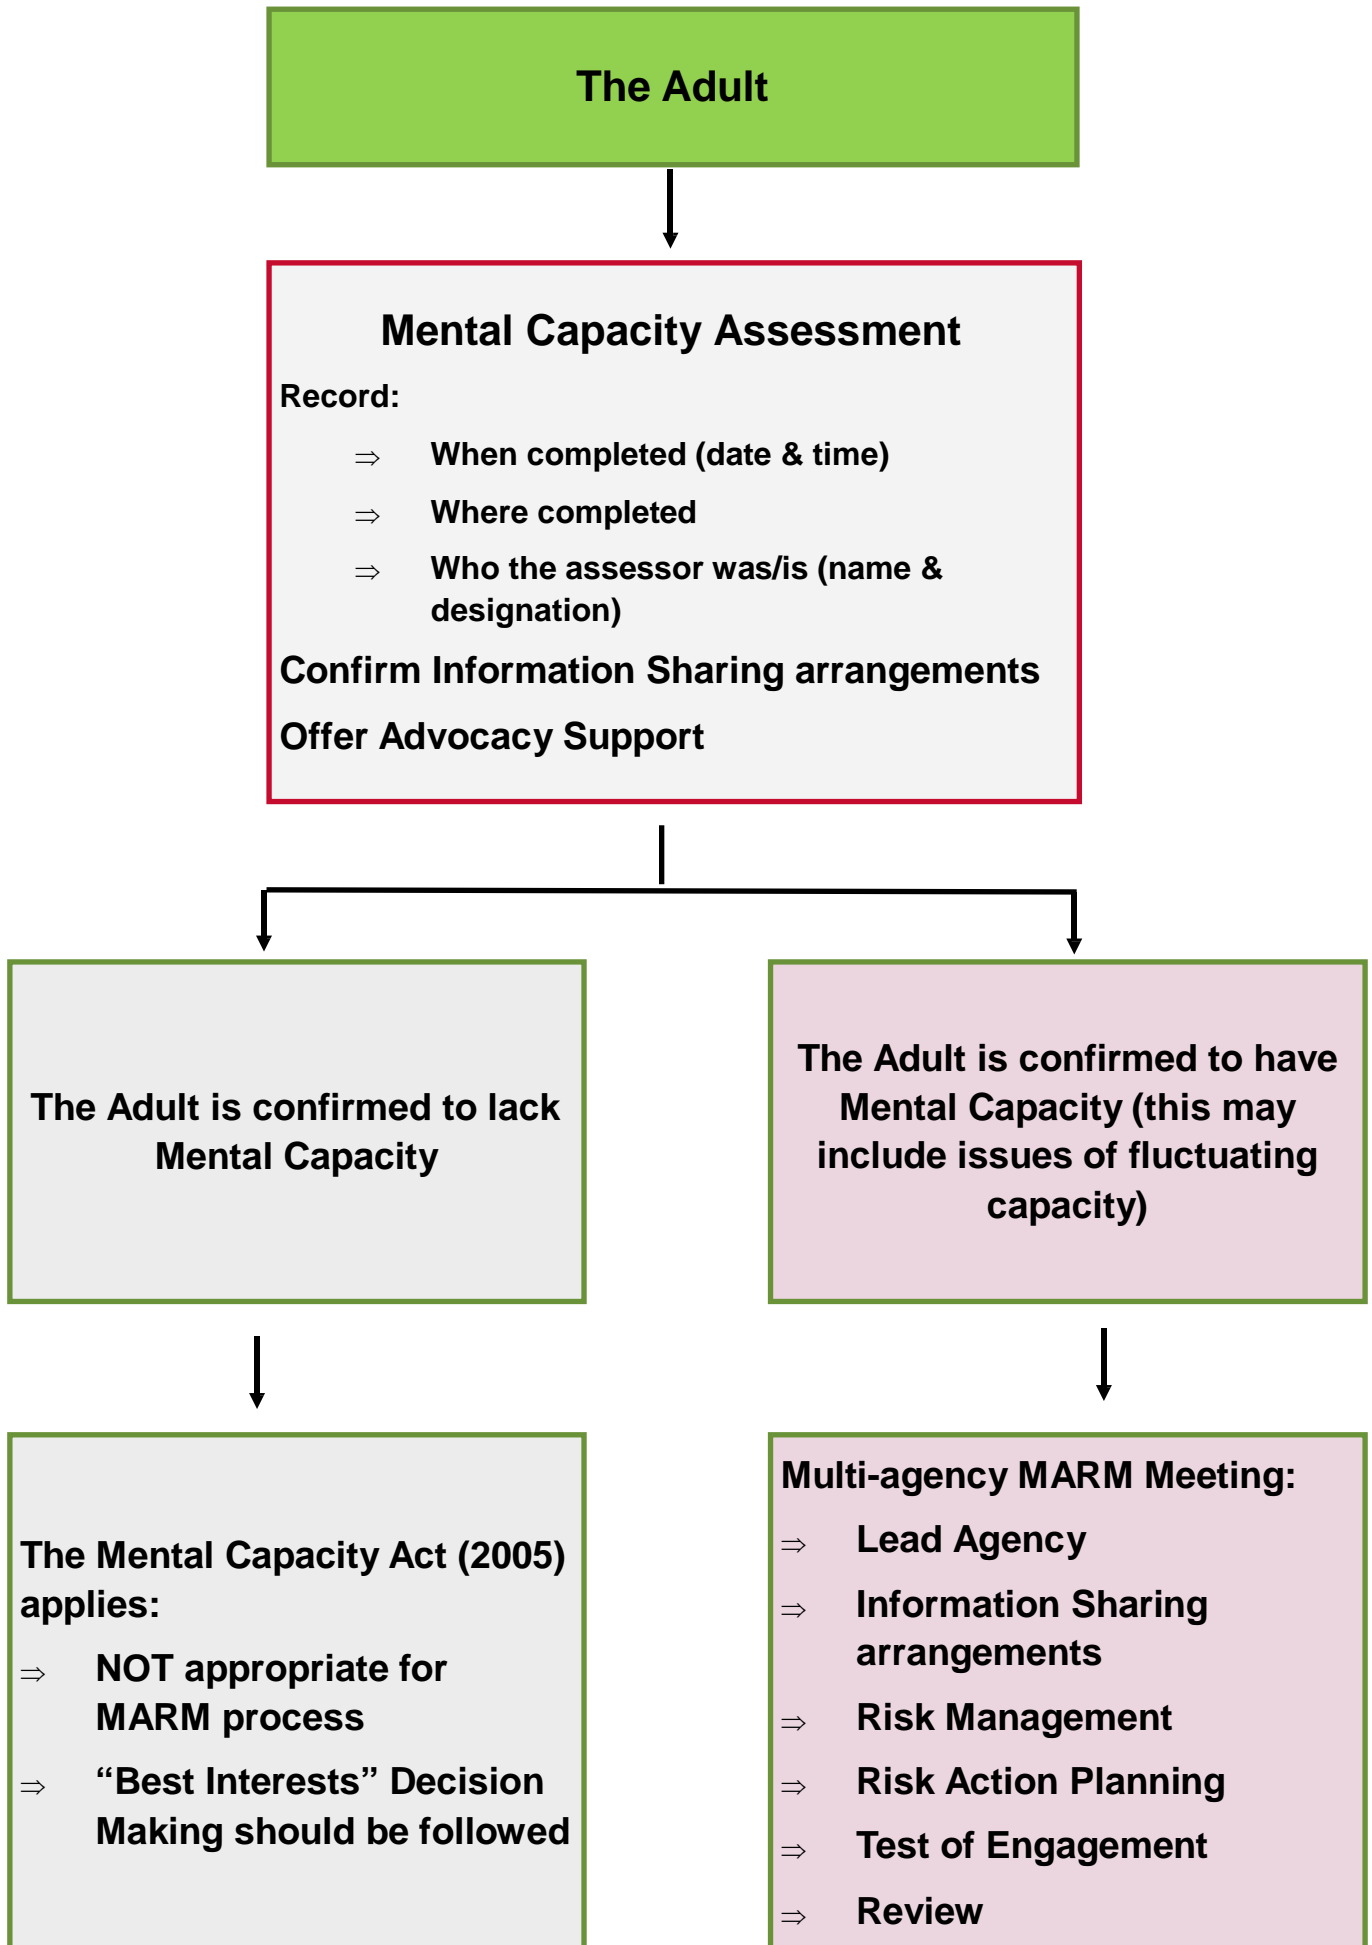 The Adult
Mental Capacity Assessment
Record:
⇒ When completed (date & time)
⇒ Where completed
⇒ Who the assessor was/is (name &
designation)
Confirm Information Sharing arrangements
Offer Advocacy Support
The Adult is confirmed to lack
Mental Capacity
The Adult is confirmed to have
Mental Capacity (this may
include issues of fluctuating
capacity)
The Mental Capacity Act (2005)
applies:
⇒ NOT appropriate for
MARM process
⇒ “Best Interests” Decision
Making should be followed
Multi-agency MARM Meeting:
⇒ Lead Agency
⇒ Information Sharing
arrangements
⇒ Risk Management
⇒ Risk Action Planning
⇒ Test of Engagement
⇒ Review